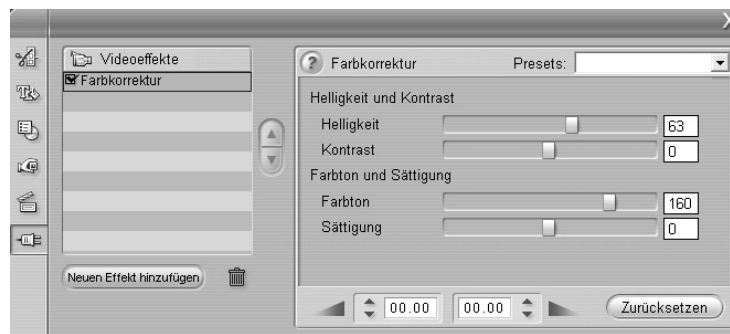 Videoeffekte
Farbkorrektur
Neuen Effekt hinzufügen
Farbkorrektur Presets:
Helligkeit und Kontrast
Helligkeit 63
Kontrast 0
Farbton und Sättigung
Farbton 160
Sättigung 0
00.00 00.00 Zurücksetzen